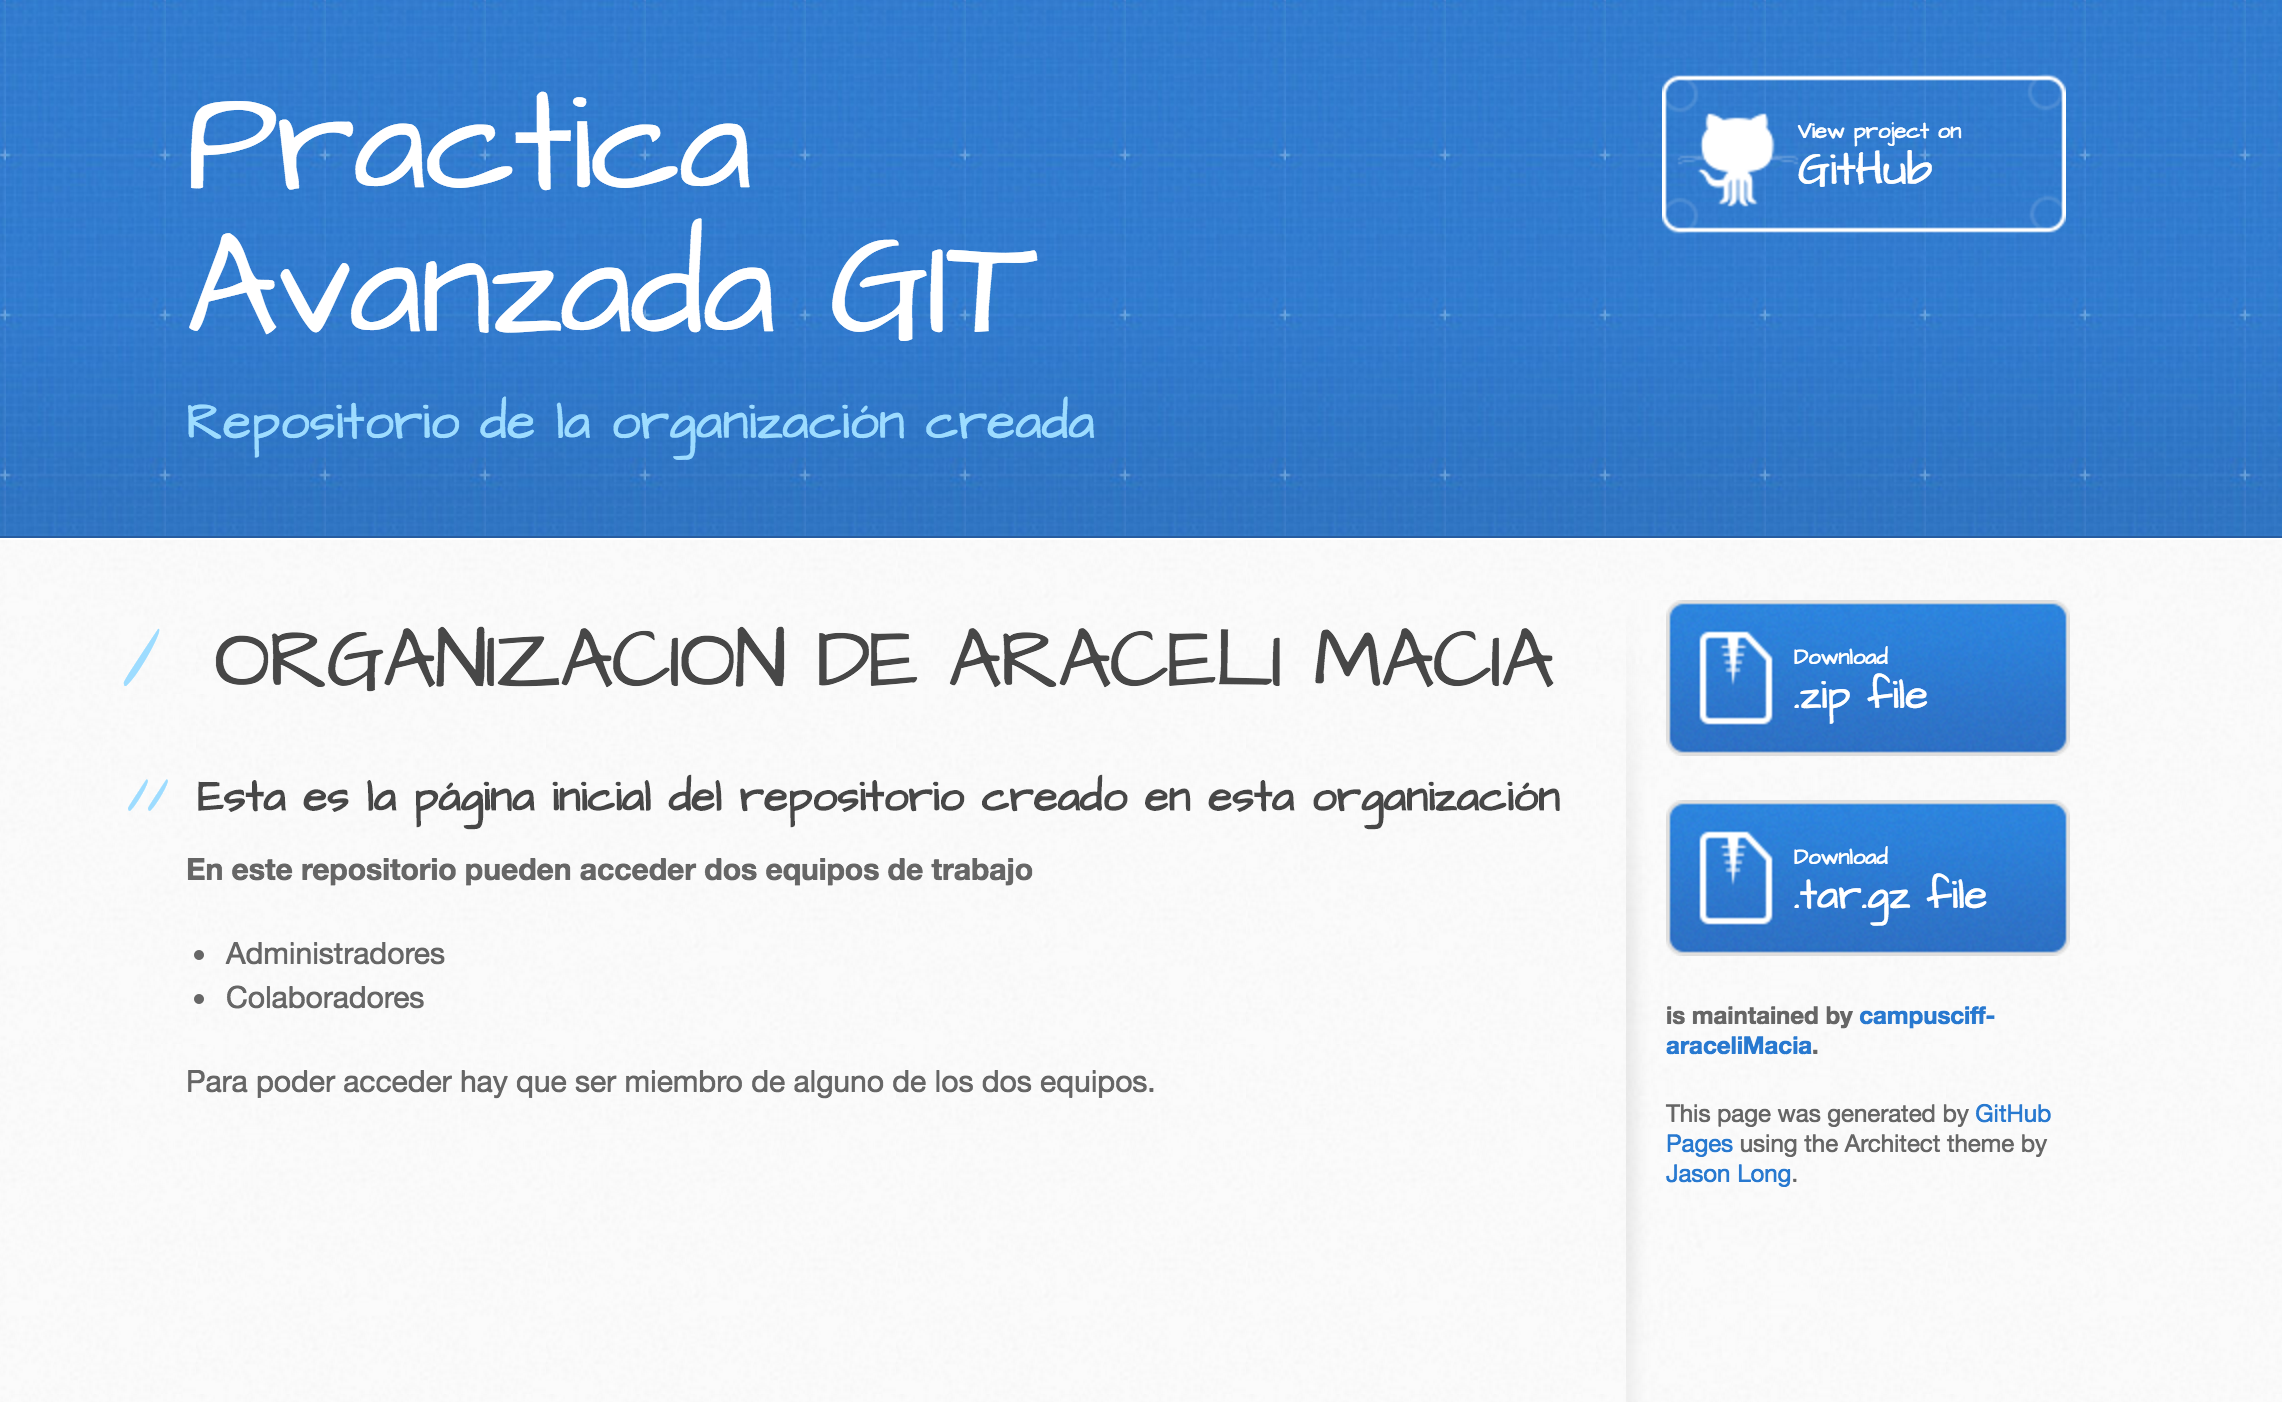 Practica
Avanzada GIT
Repositorio de la organización creada
View project on
GitHub
ORGANIZACION DE ARACELI MACIA
Esta es la página inicial del repositorio creado en esta organización
En este repositorio pueden acceder dos equipos de trabajo
• Administradores
• Colaboradores
Para poder acceder hay que ser miembro de alguno de los dos equipos.
Download
.zip file
Download
.tar.gz file
is maintained by campusciff-
araceliMacia.
This page was generated by GitHub
Pages using the Architect theme by
Jason Long.